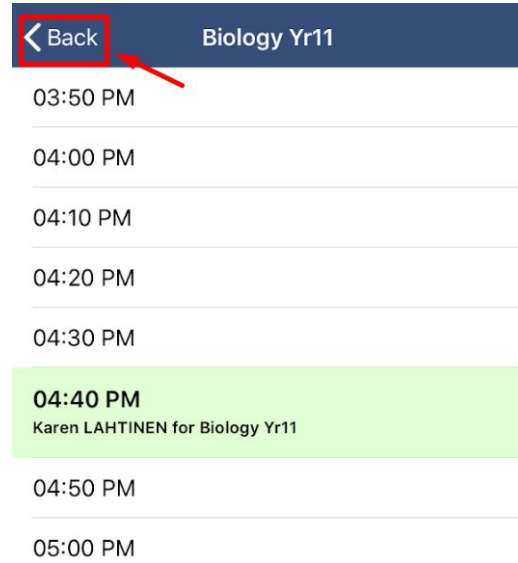 Back Biology Yr11
03:50 PM
04:00 PM
04:10 PM
04:20 PM
04:30 PM
04:40 PM
Karen LAHTINEN for Biology Yr11
04:50 PM
05:00 PM